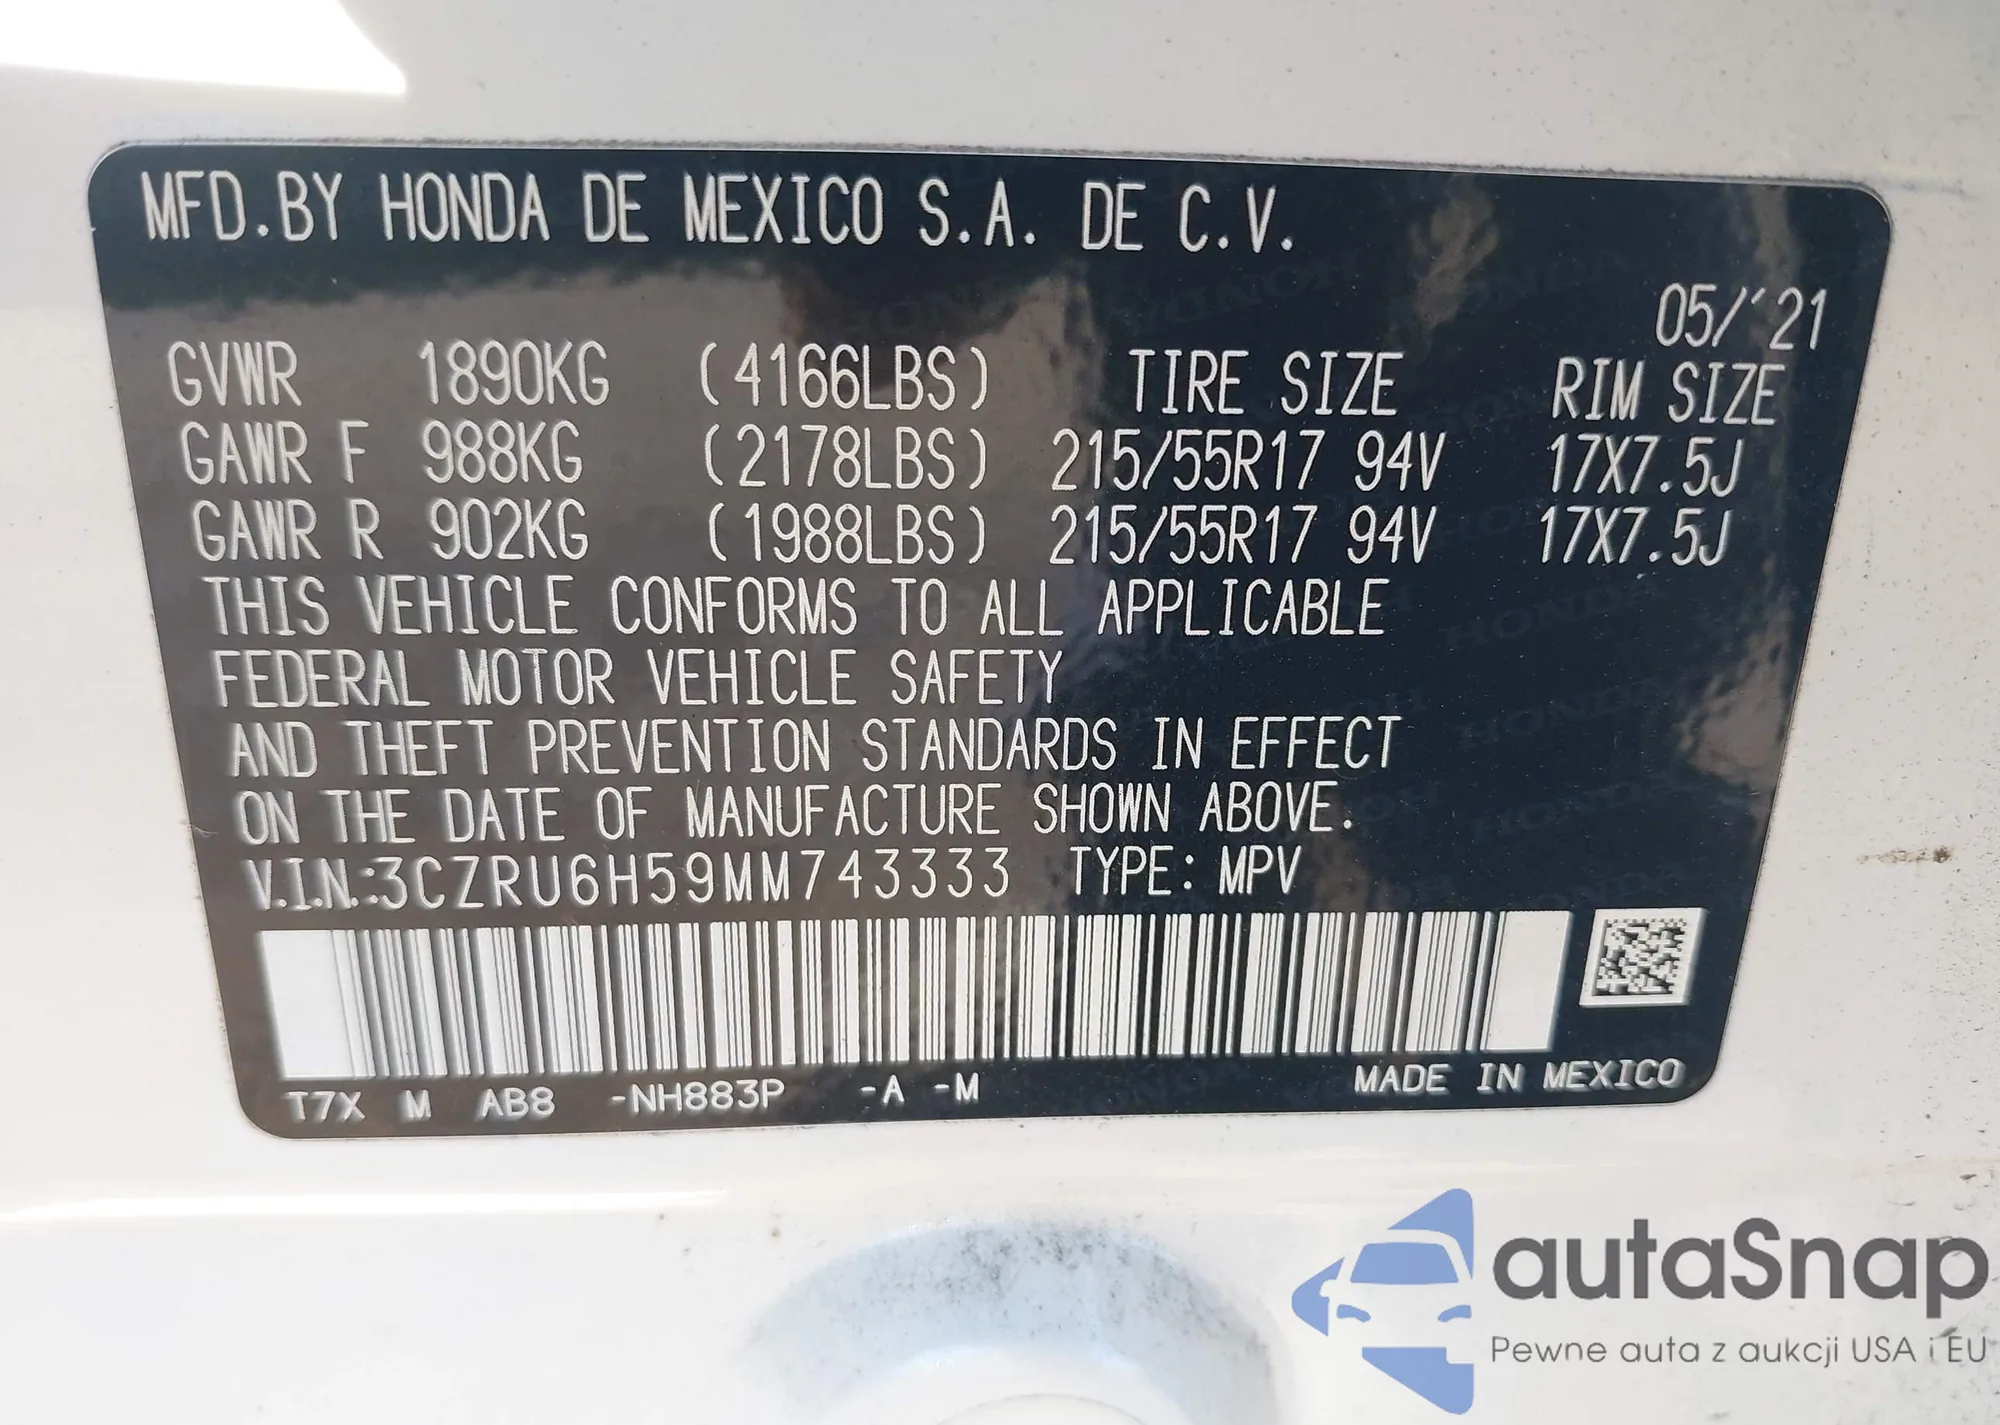 MFD.BY HONDA DE MEXICO S.A. DE C.V.
05/'21
GVWR 1890KG (4166LBS) TIRE SIZE RIM SIZE
GAWR F 988KG (2178LBS) 215/55R17 94V 17X7.5J
GAWR R 902KG (1988LBS) 215/55R17 94V 17X7.5J
THIS VEHICLE CONFORMS TO ALL APPLICABLE
FEDERAL MOTOR VEHICLE SAFETY
AND THEFT PREVENTION STANDARDS IN EFFECT
ON THE DATE OF MANUFACTURE SHOWN ABOVE.
V.I.N.:3CZRU6H59MM743333 TYPE: MPV
T7X M AB8 -NH883P -A -M MADE IN MEXICO
autaSnap
Pewne auta z aukcji USA i EU